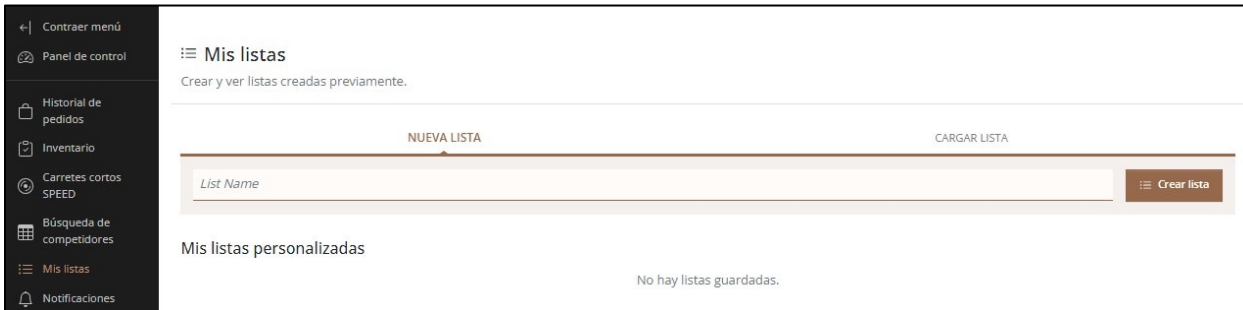 Contraer menú
Panel de control
Historial de
pedidos
Inventario
Carretes cortos
SPEED
Búsqueda de
competidores
Mis listas
Notificaciones
Mis listas
Crear y ver listas creadas previamente.
NUEVA LISTA
CARGAR LISTA
List Name
Crear lista
Mis listas personalizadas
No hay listas guardadas.